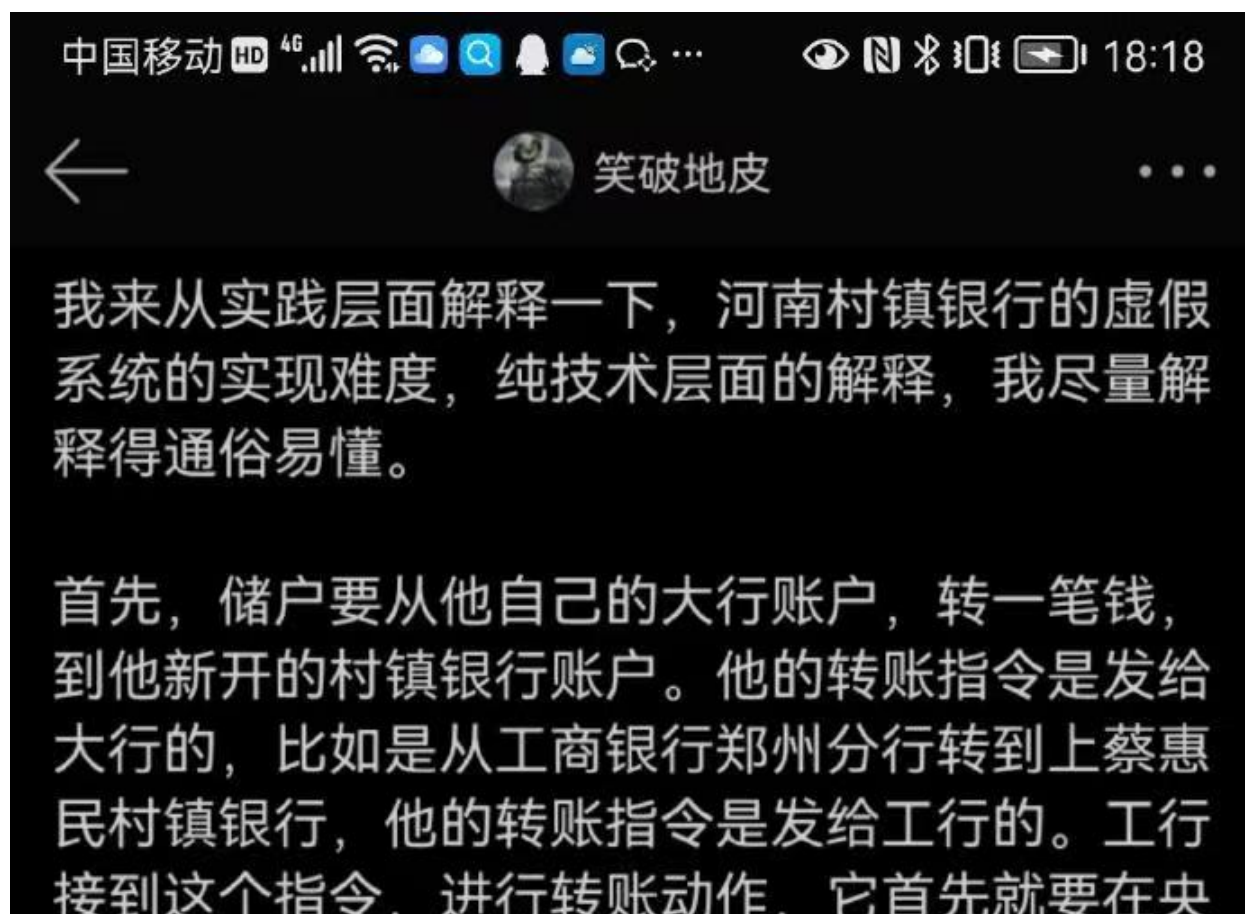 中国移动 HD 4G 18:18
笑破地皮
我来从实践层面解释一下，河南村镇银行的虚假
系统的实现难度，纯技术层面的解释，我尽量解
释得通俗易懂。
首先，储户要从他自己的大行账户，转一笔钱，
到他新开的村镇银行账户。他的转账指令是发给
大行的，比如是从工商银行郑州分行转到上蔡惠
民村镇银行，他的转账指令是发给工行的。工行
接到这个指令，进行转账动作，它首先就要在央